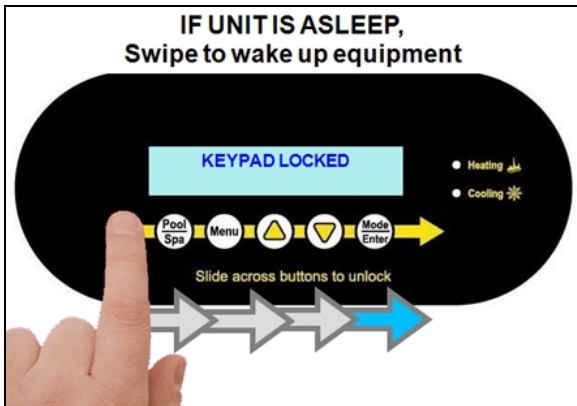 IF UNIT IS ASLEEP,
Swipe to wake up equipment
KEYPAD LOCKED
Heating
Cooling
Pool
Spa
Menu
Mode
Enter
Slide across buttons to unlock